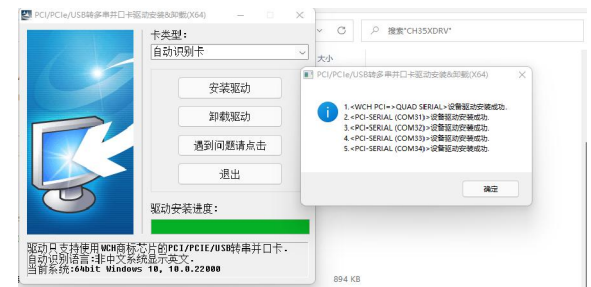 PCI/PCIe/USB转多串并口卡驱动安装&卸载(X64)
卡类型:
自动识别卡
安装驱动
卸载驱动
遇到问题请点击
退出
驱动安装进度:
驱动只支持使用WCH商标芯片的PCI/PCIE/USB转串并口卡.
自动识别语言:非中文系统显示英文.
当前系统:64bit Windows 10, 10.0.22000
搜索"CH35XDRV"
大小
PCI/PCIe/USB转多串并口卡驱动安装&卸载(X64)
1.<WCH PCI=>QUAD SERIAL>设备驱动安装成功.
2.<PCI-SERIAL (COM31)>设备驱动安装成功.
3.<PCI-SERIAL (COM32)>设备驱动安装成功.
4.<PCI-SERIAL (COM33)>设备驱动安装成功.
5.<PCI-SERIAL (COM34)>设备驱动安装成功.
确定
894 KB